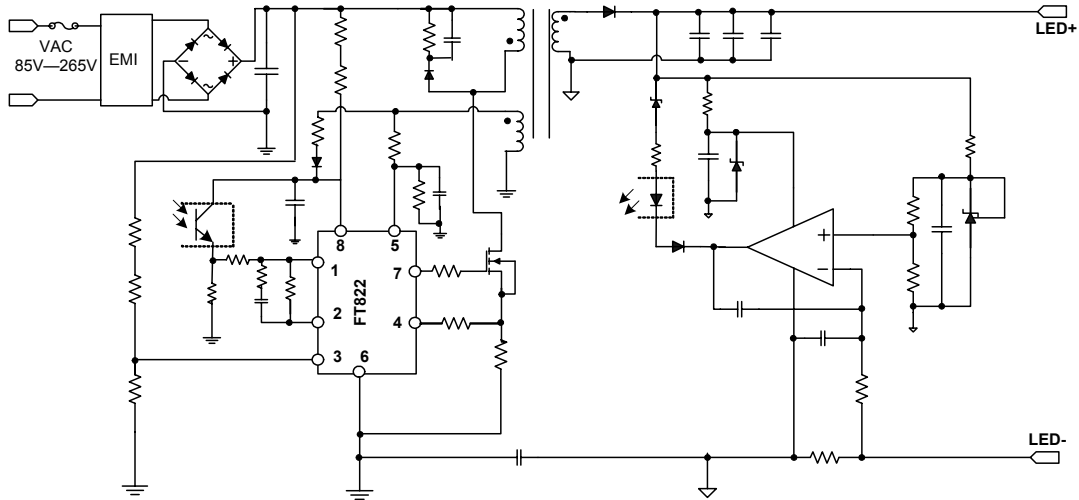 LED+
VAC
85V—265V
EMI
~
−
+
~
8
5
1
7
+
−
FT822
2
4
3
6
LED-